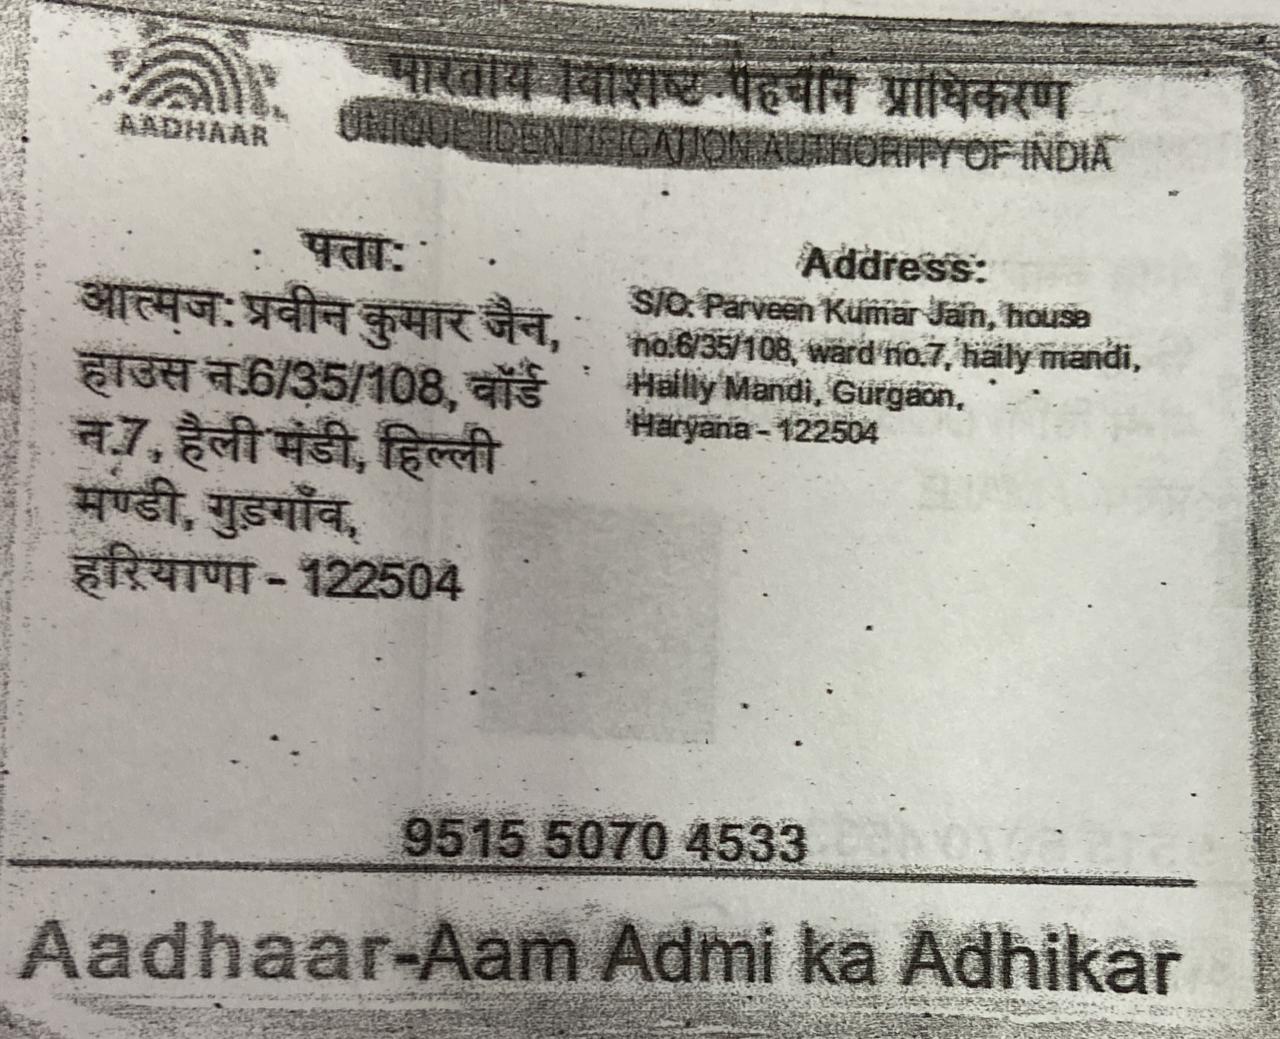 AADHAAR
भारतीय विशिष्ट पहचान प्राधिकरण
UNIQUE IDENTIFICATION AUTHORITY OF INDIA
पता:
आत्मज: प्रवीन कुमार जैन,
हाउस न.6/35/108, वॉर्ड
न.7, हैली मंडी, हिल्ली
मण्डी, गुड़गाँव,
हरियाणा - 122504
Address:
S/O: Parveen Kumar Jain, house
no.6/35/108, ward no.7, haily mandi,
Hailly Mandi, Gurgaon,
Haryana - 122504
9515 5070 4533
Aadhaar-Aam Admi ka Adhikar